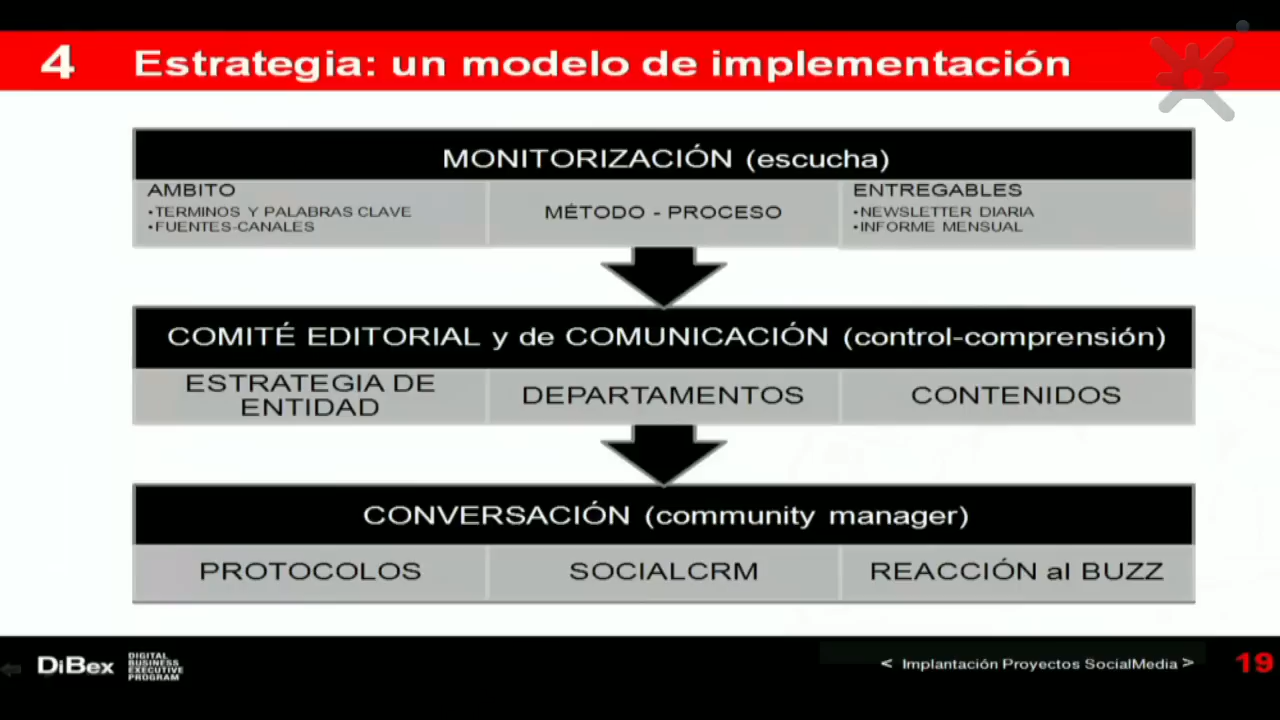 4 Estrategia: un modelo de implementación
MONITORIZACIÓN (escucha)
AMBITO
•TERMINOS Y PALABRAS CLAVE
•FUENTES-CANALES
MÉTODO - PROCESO
ENTREGABLES
•NEWSLETTER DIARIA
•INFORME MENSUAL
COMITÉ EDITORIAL y de COMUNICACIÓN (control-comprensión)
ESTRATEGIA DE
ENTIDAD
DEPARTAMENTOS
CONTENIDOS
CONVERSACIÓN (community manager)
PROTOCOLOS
SOCIALCRM
REACCIÓN al BUZZ
DiBex
DIGITAL
BUSINESS
EXECUTIVE
PROGRAM
< Implantación Proyectos SocialMedia >
19